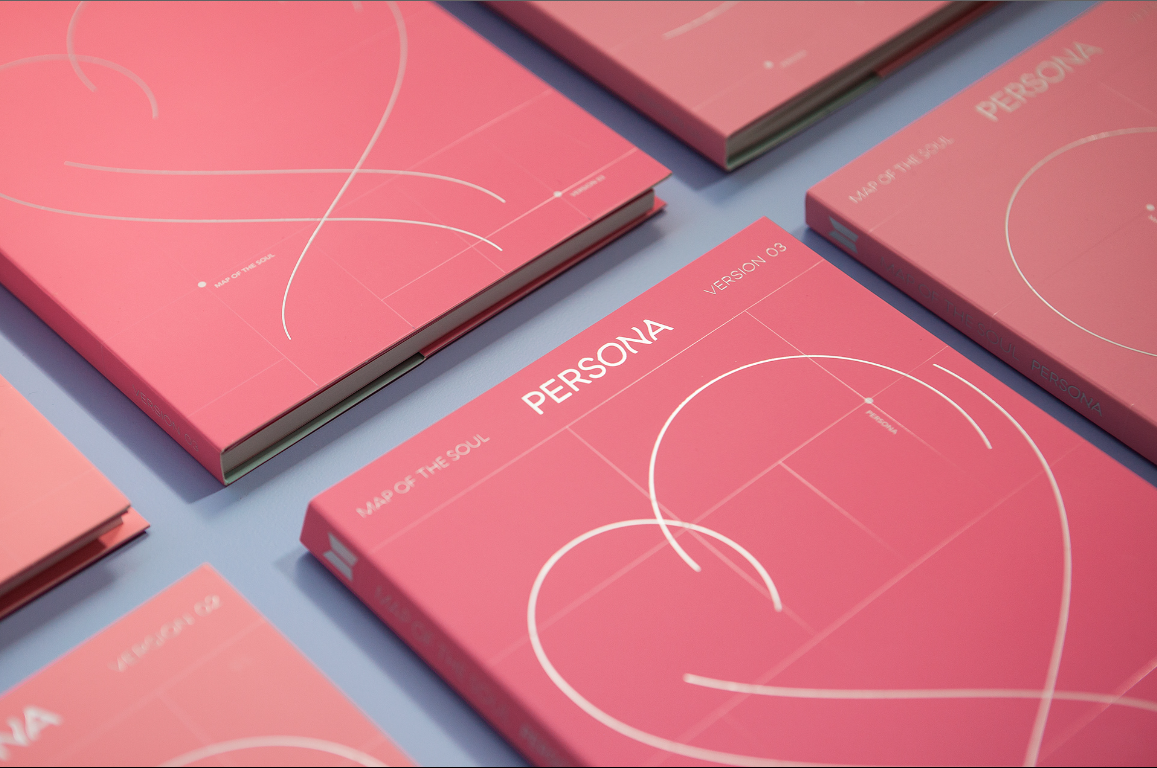 PERSONA
MAP OF THE SOUL
VERSION 01
MAP OF THE SOUL
VERSION 03
PERSONA
MAP OF THE SOUL
PERSONA
MAP OF THE SOUL
PERSONA
MAP OF THE SOUL
VERSION 02
NA